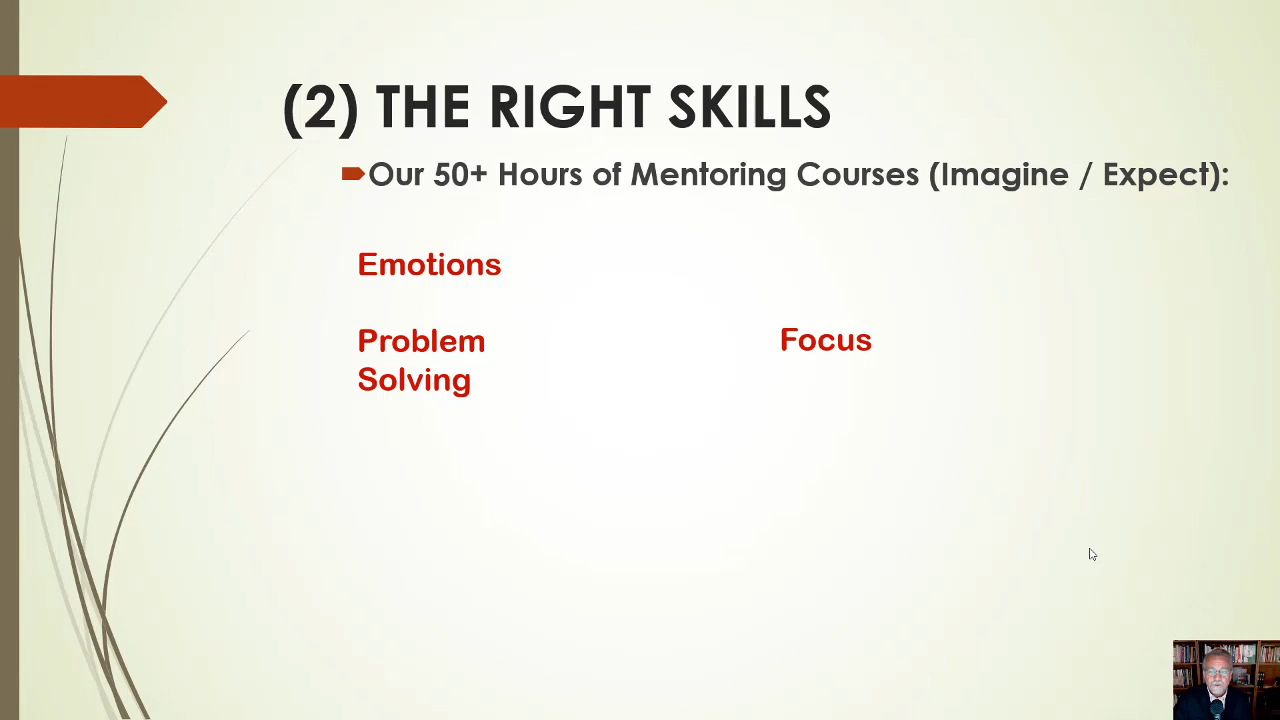 (2) THE RIGHT SKILLS
Our 50+ Hours of Mentoring Courses (Imagine / Expect):
Emotions
Problem
Solving
Focus